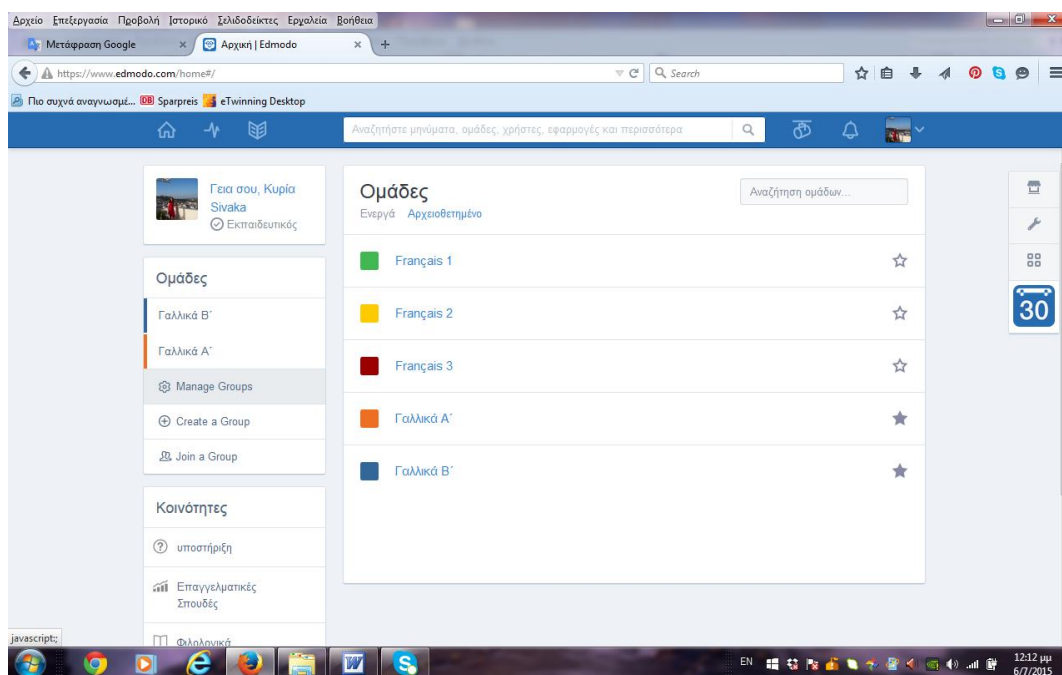 Αρχείο Επεξεργασία Προβολή Ιστορικό Σελιδοδείκτες Εργαλεία Βοήθεια
Μετάφραση Google
Αρχική | Edmodo
https://www.edmodo.com/home#/
Search
Πιο συχνά αναγνωσμέ... Sparpreis eTwinning Desktop
Αναζητήστε μηνύματα, ομάδες, χρήστες, εφαρμογές και περισσότερα
Γεια σου, Κυρία
Sivaka
Εκπαιδευτικός
Ομάδες
Γαλλικά Β΄
Γαλλικά Α΄
Manage Groups
Create a Group
Join a Group
Κοινότητες
υποστήριξη
Επαγγελματικές
Σπουδές
Φιλολογικά
Ομάδες
Αναζήτηση ομάδων...
Ενεργά Αρχειοθετημένο
Français 1
Français 2
Français 3
Γαλλικά Α΄
Γαλλικά Β΄
30
javascript:;
EN
12:12 μμ
6/7/2015